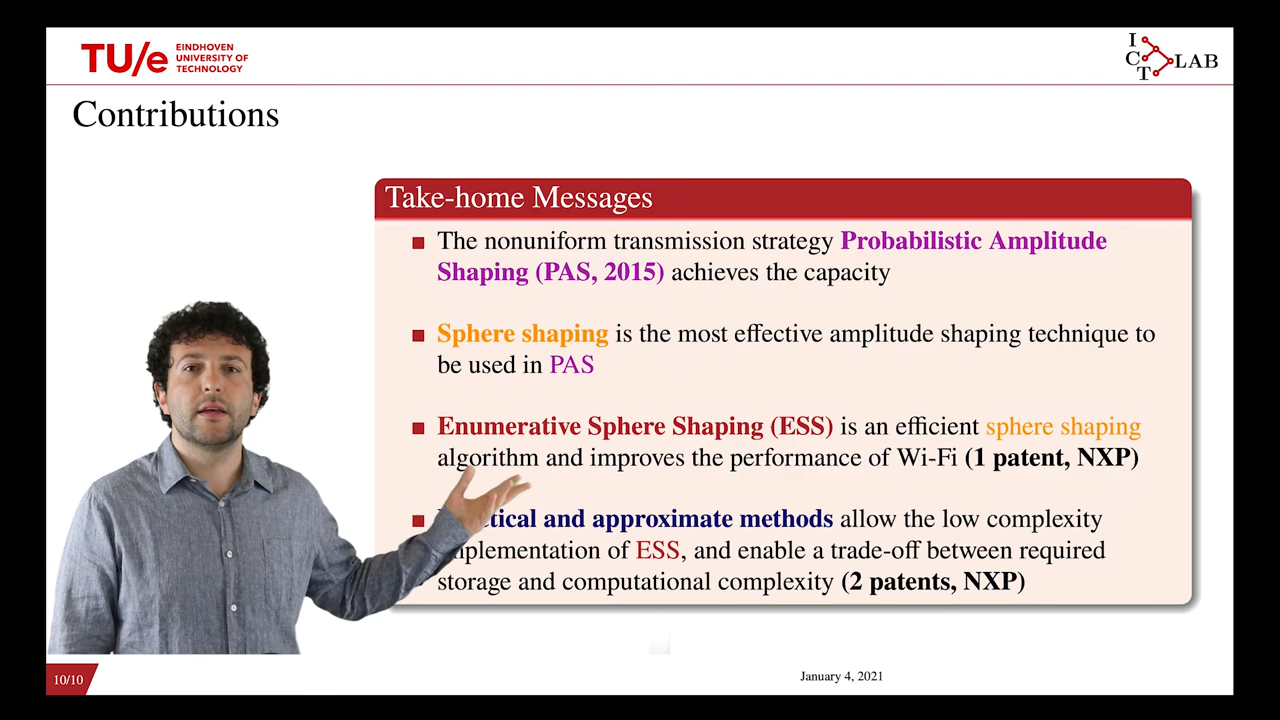 TU/e EINDHOVEN
UNIVERSITY OF
TECHNOLOGY
I
C LAB
T
Contributions
Take-home Messages
The nonuniform transmission strategy Probabilistic Amplitude
Shaping (PAS, 2015) achieves the capacity
Sphere shaping is the most effective amplitude shaping technique to
be used in PAS
Enumerative Sphere Shaping (ESS) is an efficient sphere shaping
algorithm and improves the performance of Wi-Fi (1 patent, NXP)
and approximate methods allow the low complexity
of ESS, and enable a trade-off between required
storage and computational complexity (2 patents, NXP)
10/10
January 4, 2021